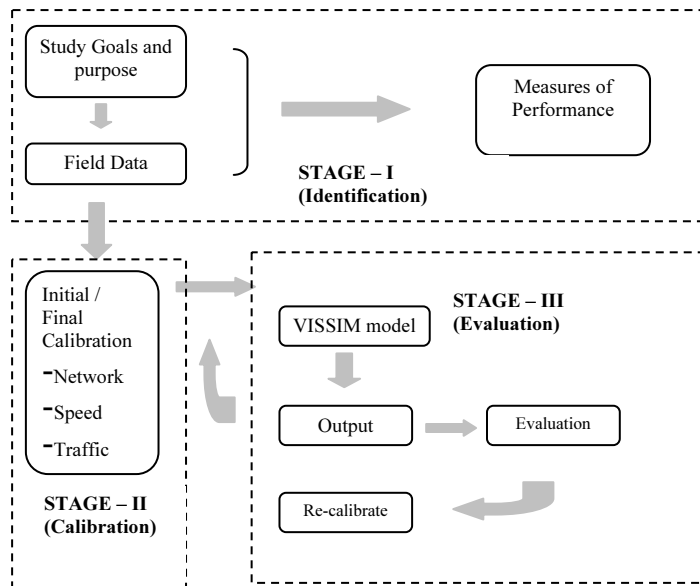 Study Goals and
purpose
Field Data
Measures of
Performance
STAGE – I
(Identification)
Initial /
Final
Calibration
-Network
-Speed
-Traffic
STAGE – II
(Calibration)
STAGE – III
(Evaluation)
VISSIM model
Output
Evaluation
Re-calibrate